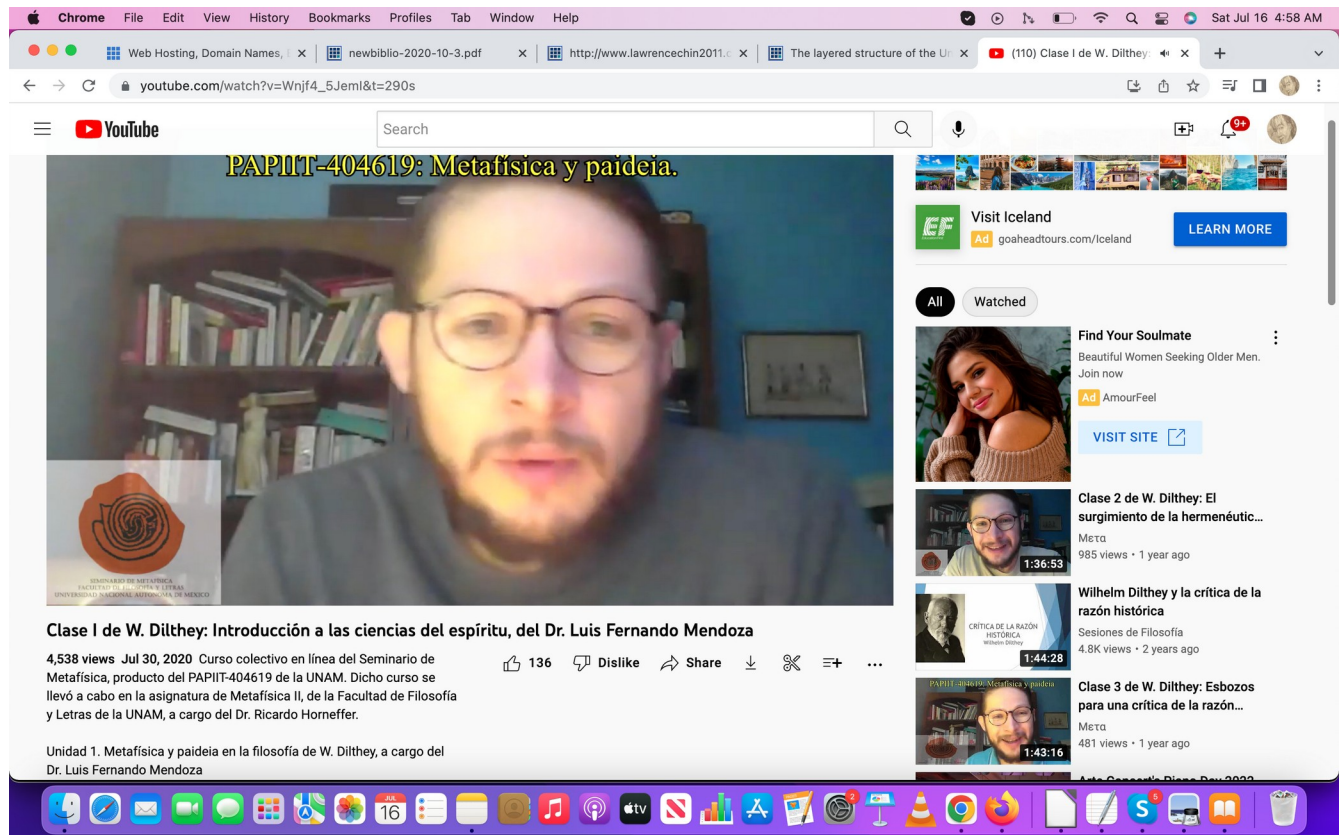 Chrome File Edit View History Bookmarks Profiles Tab Window Help Sat Jul 16 4:58 AM
Web Hosting, Domain Names, newbiblio-2020-10-3.pdf http://www.lawrencechin2011.c The layered structure of the Ur (110) Clase I de W. Dilthey:
youtube.com/watch?v=Wnjf4_5JemI&t=290s
YouTube Search 9+
PAPIIT-404619: Metafísica y paideia.
SEMINARIO DE METAFÍSICA
FACULTAD DE FILOSOFÍA Y LETRAS
UNIVERSIDAD NACIONAL AUTÓNOMA DE MÉXICO
Clase I de W. Dilthey: Introducción a las ciencias del espíritu, del Dr. Luis Fernando Mendoza
4,538 views Jul 30, 2020 Curso colectivo en línea del Seminario de
Metafísica, producto del PAPIIT-404619 de la UNAM. Dicho curso se
llevó a cabo en la asignatura de Metafísica II, de la Facultad de Filosofía
y Letras de la UNAM, a cargo del Dr. Ricardo Horneffer.
136 Dislike Share ...
Unidad 1. Metafísica y paideia en la filosofía de W. Dilthey, a cargo del
Dr. Luis Fernando Mendoza
EF
Visit Iceland
Ad goaheadtours.com/Iceland
LEARN MORE
All Watched
Find Your Soulmate
Beautiful Women Seeking Older Men.
Join now
Ad AmourFeel
VISIT SITE
1:36:53
Clase 2 de W. Dilthey: El
surgimiento de la hermenéutic...
Μετα
985 views • 1 year ago
CRÍTICA DE LA RAZÓN
HISTÓRICA
Wilhelm Dilthey
1:44:28
Wilhelm Dilthey y la crítica de la
razón histórica
Sesiones de Filosofía
4.8K views • 2 years ago
PAPIIT-404619: Metafísica y paideia
1:43:16
Clase 3 de W. Dilthey: Esbozos
para una crítica de la razón...
Μετα
481 views • 1 year ago
JUL
16
tv
2
5